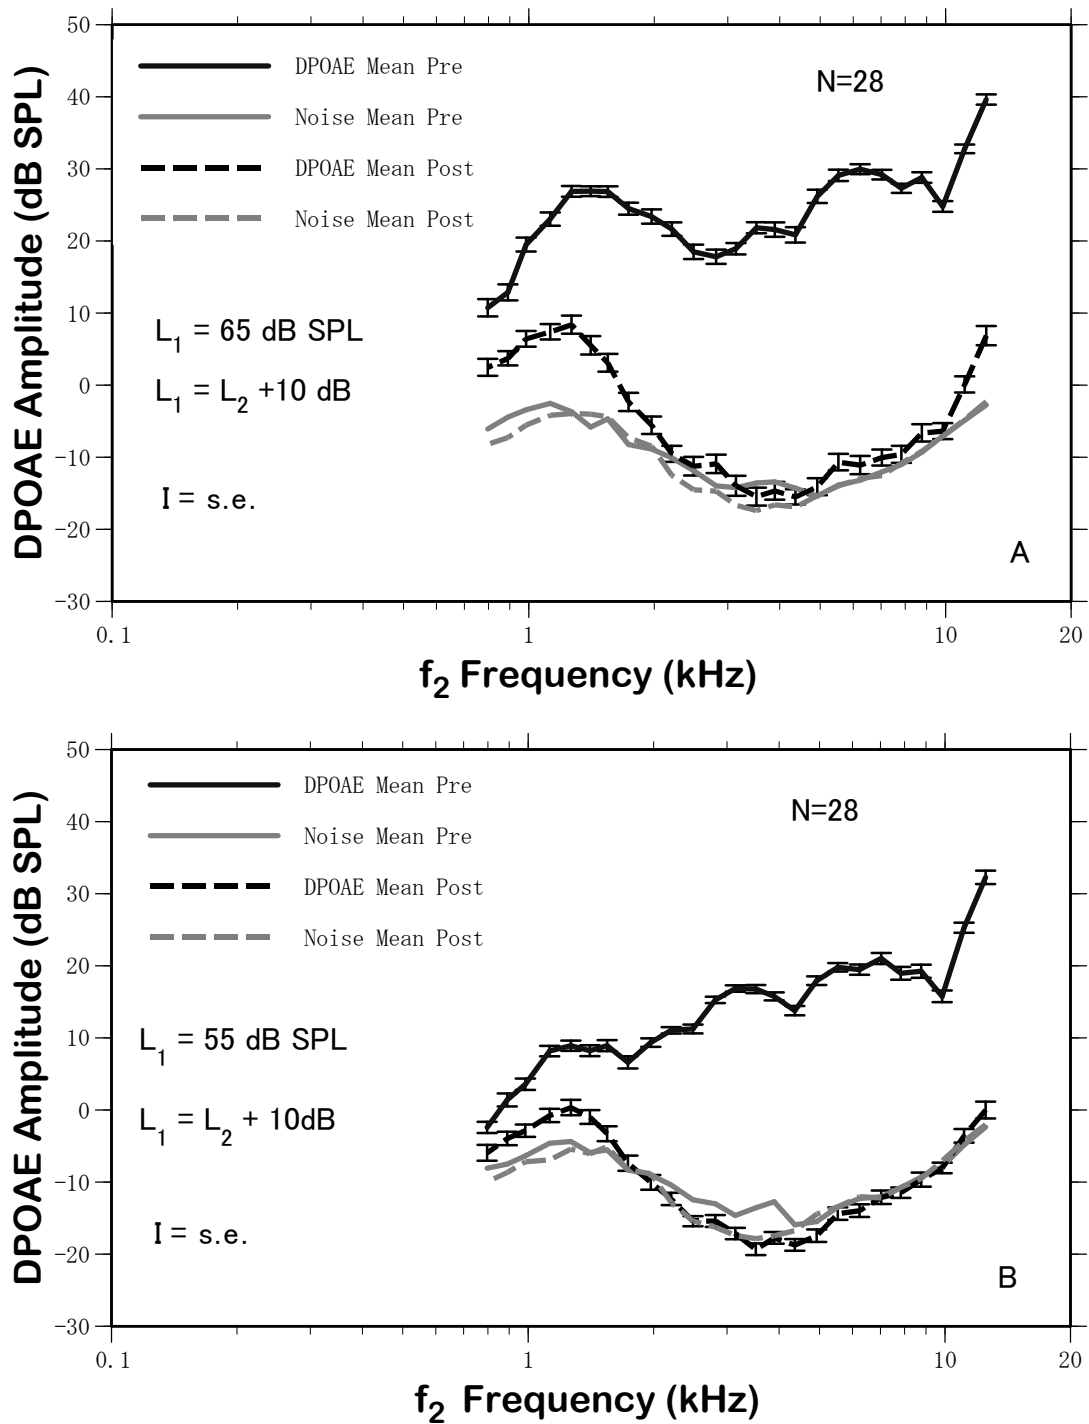 50
40
30
20
10
0
-10
-20
-30
DPOAE Amplitude (dB SPL)
DPOAE Mean Pre
Noise Mean Pre
DPOAE Mean Post
Noise Mean Post
N=28
L1 = 65 dB SPL
L1 = L2 +10 dB
I = s.e.
A
0.1
1
10
20
f2 Frequency (kHz)
50
40
30
20
10
0
-10
-20
-30
DPOAE Amplitude (dB SPL)
DPOAE Mean Pre
Noise Mean Pre
DPOAE Mean Post
Noise Mean Post
N=28
L1 = 55 dB SPL
L1 = L2 + 10dB
I = s.e.
B
0.1
1
10
20
f2 Frequency (kHz)